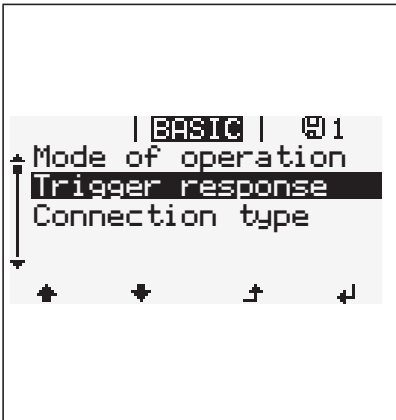 | BASIC | 1
Mode of operation
Trigger response
Connection type